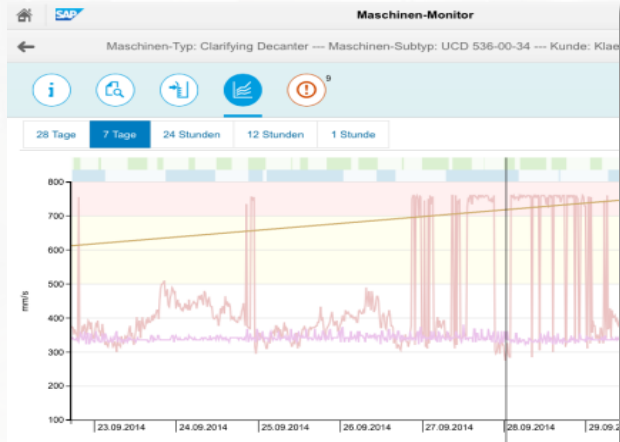 SAP Maschinen-Monitor
Maschinen-Typ: Clarifying Decanter --- Maschinen-Subtyp: UCD 536-00-34 --- Kunde: Klae
i
9
28 Tage 7 Tage 24 Stunden 12 Stunden 1 Stunde
800
700
600
500
mm/s
400
300
200
100
23.09.2014 24.09.2014 25.09.2014 26.09.2014 27.09.2014 28.09.2014 29.09.2